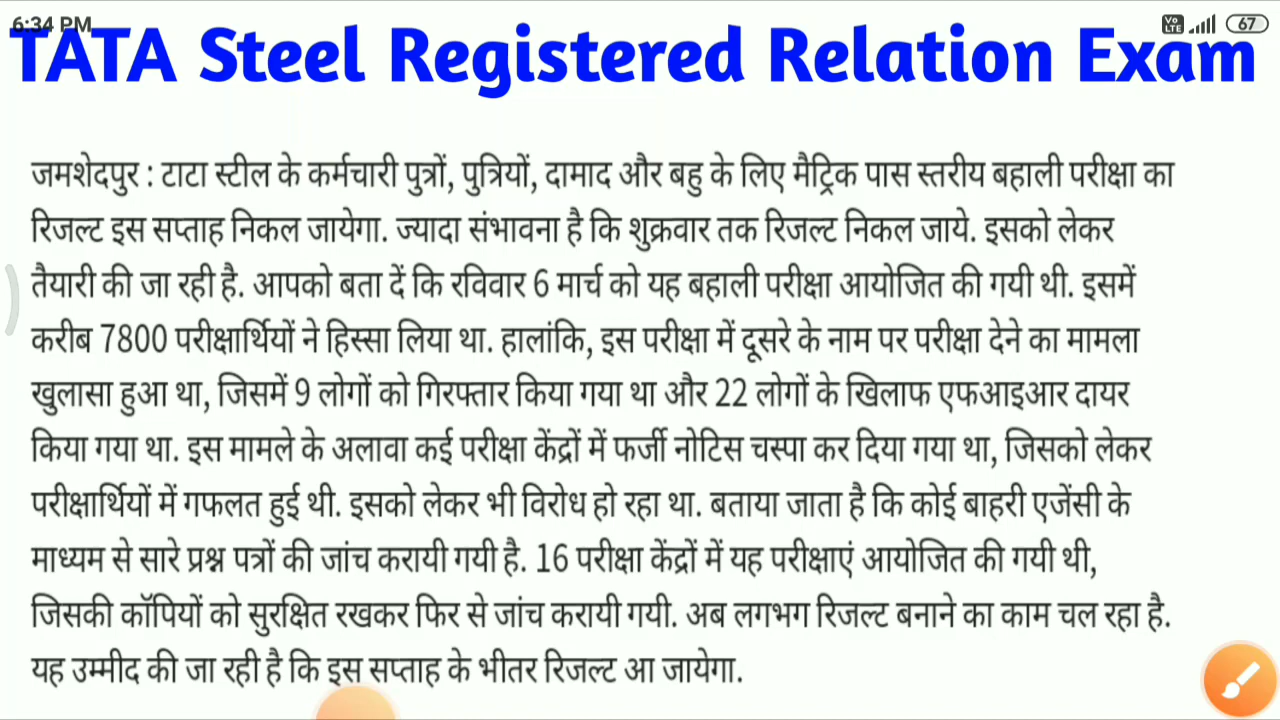 6:34 PM
Vo LTE
67
TATA Steel Registered Relation Exam
जमशेदपुर : टाटा स्टील के कर्मचारी पुत्रों, पुत्रियों, दामाद और बहु के लिए मैट्रिक पास स्तरीय बहाली परीक्षा का
रिजल्ट इस सप्ताह निकल जायेगा. ज्यादा संभावना है कि शुक्रवार तक रिजल्ट निकल जाये. इसको लेकर
तैयारी की जा रही है. आपको बता दें कि रविवार 6 मार्च को यह बहाली परीक्षा आयोजित की गयी थी. इसमें
करीब 7800 परीक्षार्थियों ने हिस्सा लिया था. हालांकि, इस परीक्षा में दूसरे के नाम पर परीक्षा देने का मामला
खुलासा हुआ था, जिसमें 9 लोगों को गिरफ्तार किया गया था और 22 लोगों के खिलाफ एफआइआर दायर
किया गया था. इस मामले के अलावा कई परीक्षा केंद्रों में फर्जी नोटिस चस्पा कर दिया गया था, जिसको लेकर
परीक्षार्थियों में गफलत हुई थी. इसको लेकर भी विरोध हो रहा था. बताया जाता है कि कोई बाहरी एजेंसी के
माध्यम से सारे प्रश्न पत्रों की जांच करायी गयी है. 16 परीक्षा केंद्रों में यह परीक्षाएं आयोजित की गयी थी,
जिसकी कॉपियों को सुरक्षित रखकर फिर से जांच करायी गयी. अब लगभग रिजल्ट बनाने का काम चल रहा है.
यह उम्मीद की जा रही है कि इस सप्ताह के भीतर रिजल्ट आ जायेगा.